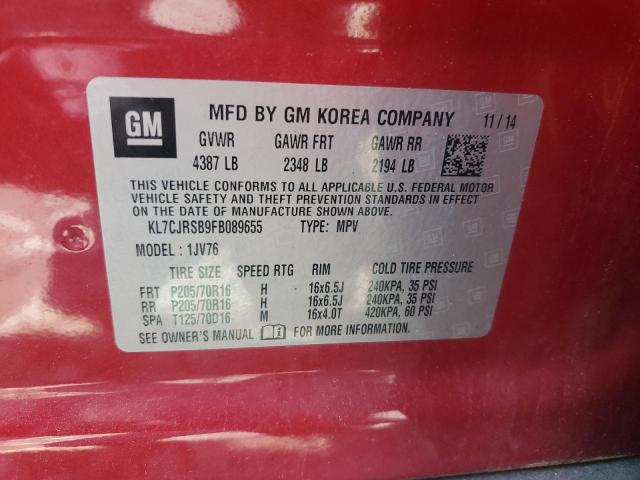 GM MFD BY GM KOREA COMPANY 11/14
GVWR GAWR FRT GAWR RR
4387 LB 2348 LB 2194 LB
THIS VEHICLE CONFORMS TO ALL APPLICABLE U.S. FEDERAL MOTOR
VEHICLE SAFETY AND THEFT PREVENTION STANDARDS IN EFFECT
ON THE DATE OF MANUFACTURE SHOWN ABOVE.
KL7CJRSB9FB089655 TYPE: MPV
MODEL : 1JV76
TIRE SIZE SPEED RTG RIM COLD TIRE PRESSURE
FRT P205/70R16 H 16x6.5J 240KPA, 35 PSI
RR P205/70R16 H 16x6.5J 240KPA, 35 PSI
SPA T125/70D16 M 16x4.0T 420KPA, 60 PSI
SEE OWNER'S MANUAL FOR MORE INFORMATION.